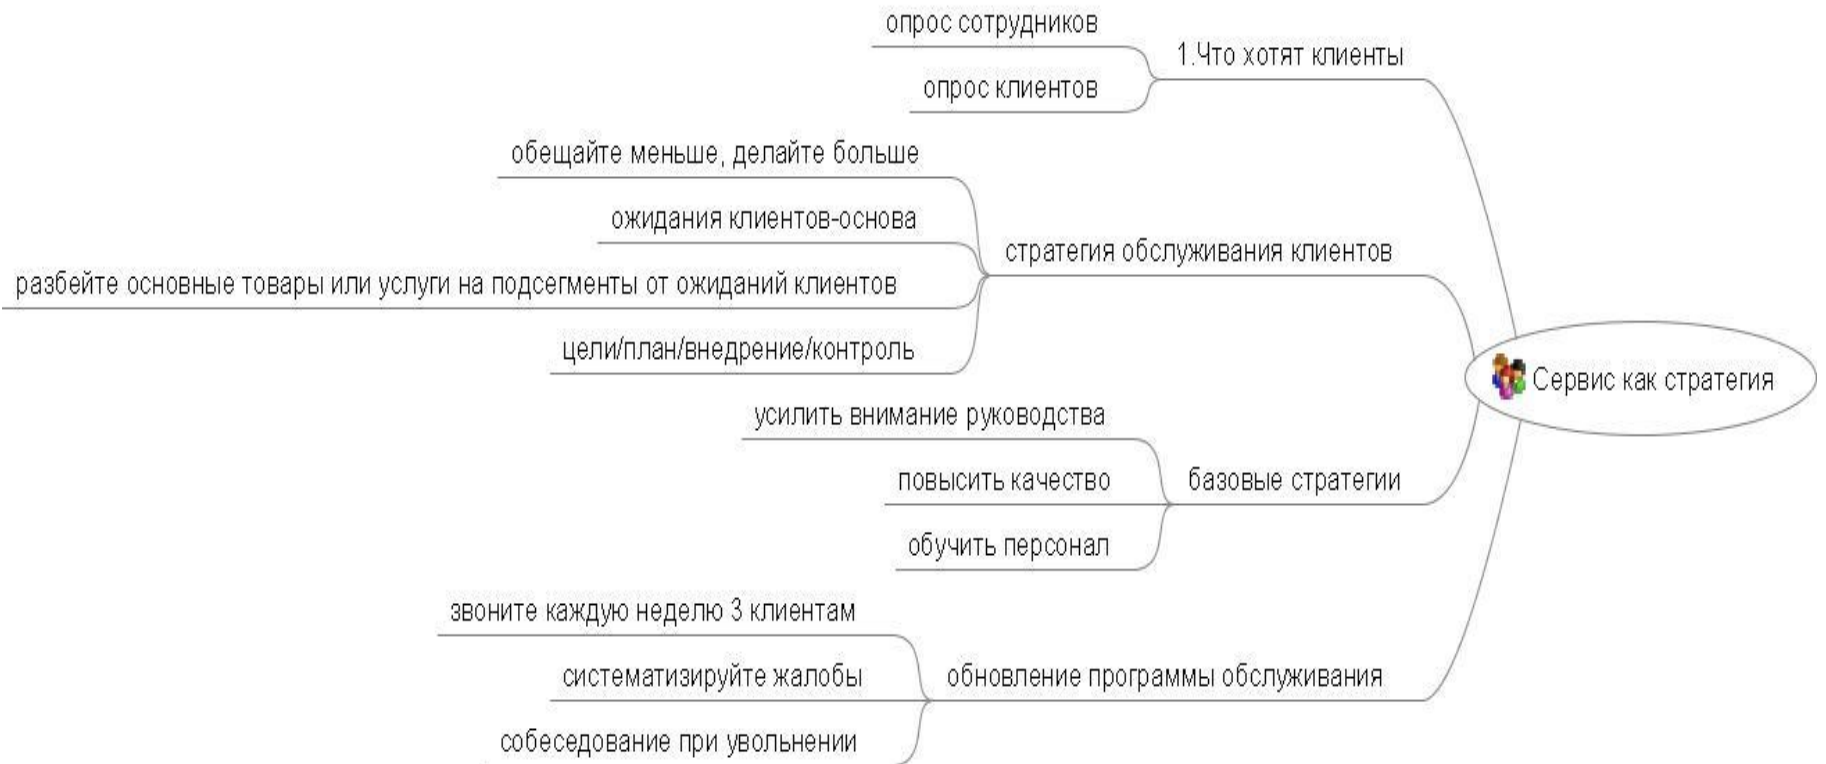 опрос сотрудников
1.Что хотят клиенты
опрос клиентов
обещайте меньше, делайте больше
ожидания клиентов-основа
стратегия обслуживания клиентов
разбейте основные товары или услуги на подсегменты от ожиданий клиентов
цели/план/внедрение/контроль
Сервис как стратегия
усилить внимание руководства
повысить качество
базовые стратегии
обучить персонал
звоните каждую неделю 3 клиентам
систематизируйте жалобы
обновление программы обслуживания
собеседование при увольнении